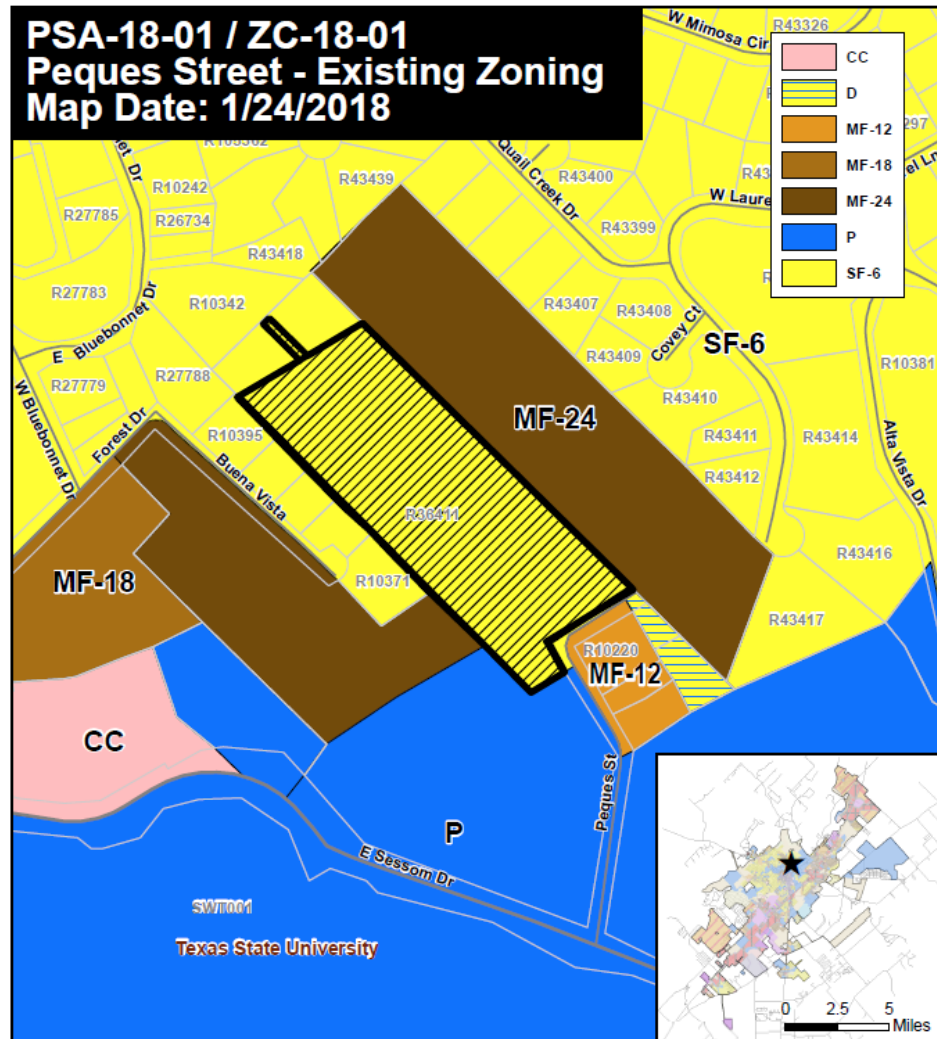 PSA-18-01 / ZC-18-01
Peques Street - Existing Zoning
Map Date: 1/24/2018
W Mimosa Cir
R43326
CC
D
MF-12
MF-18
MF-24
P
SF-6
Dr
R10242
R26734
R27785
R43439
R43418
Quail Creek Dr
R43400
R43399
R27783
R10342
E Bluebonnet Dr
R43407
R43408
R43409
Covey Ct
SF-6
R10381
R27779
R27788
W Bluebonnet Dr
Forest Dr
R10395
Buena Vista
MF-24
R43410
R43411
R43412
R43414
Alta Vista Dr
R36411
R10371
R43416
MF-18
R43417
R10220
MF-12
CC
Peques St
P
E Sessom Dr
SWT001
Texas State University
0 2.5 5
Miles